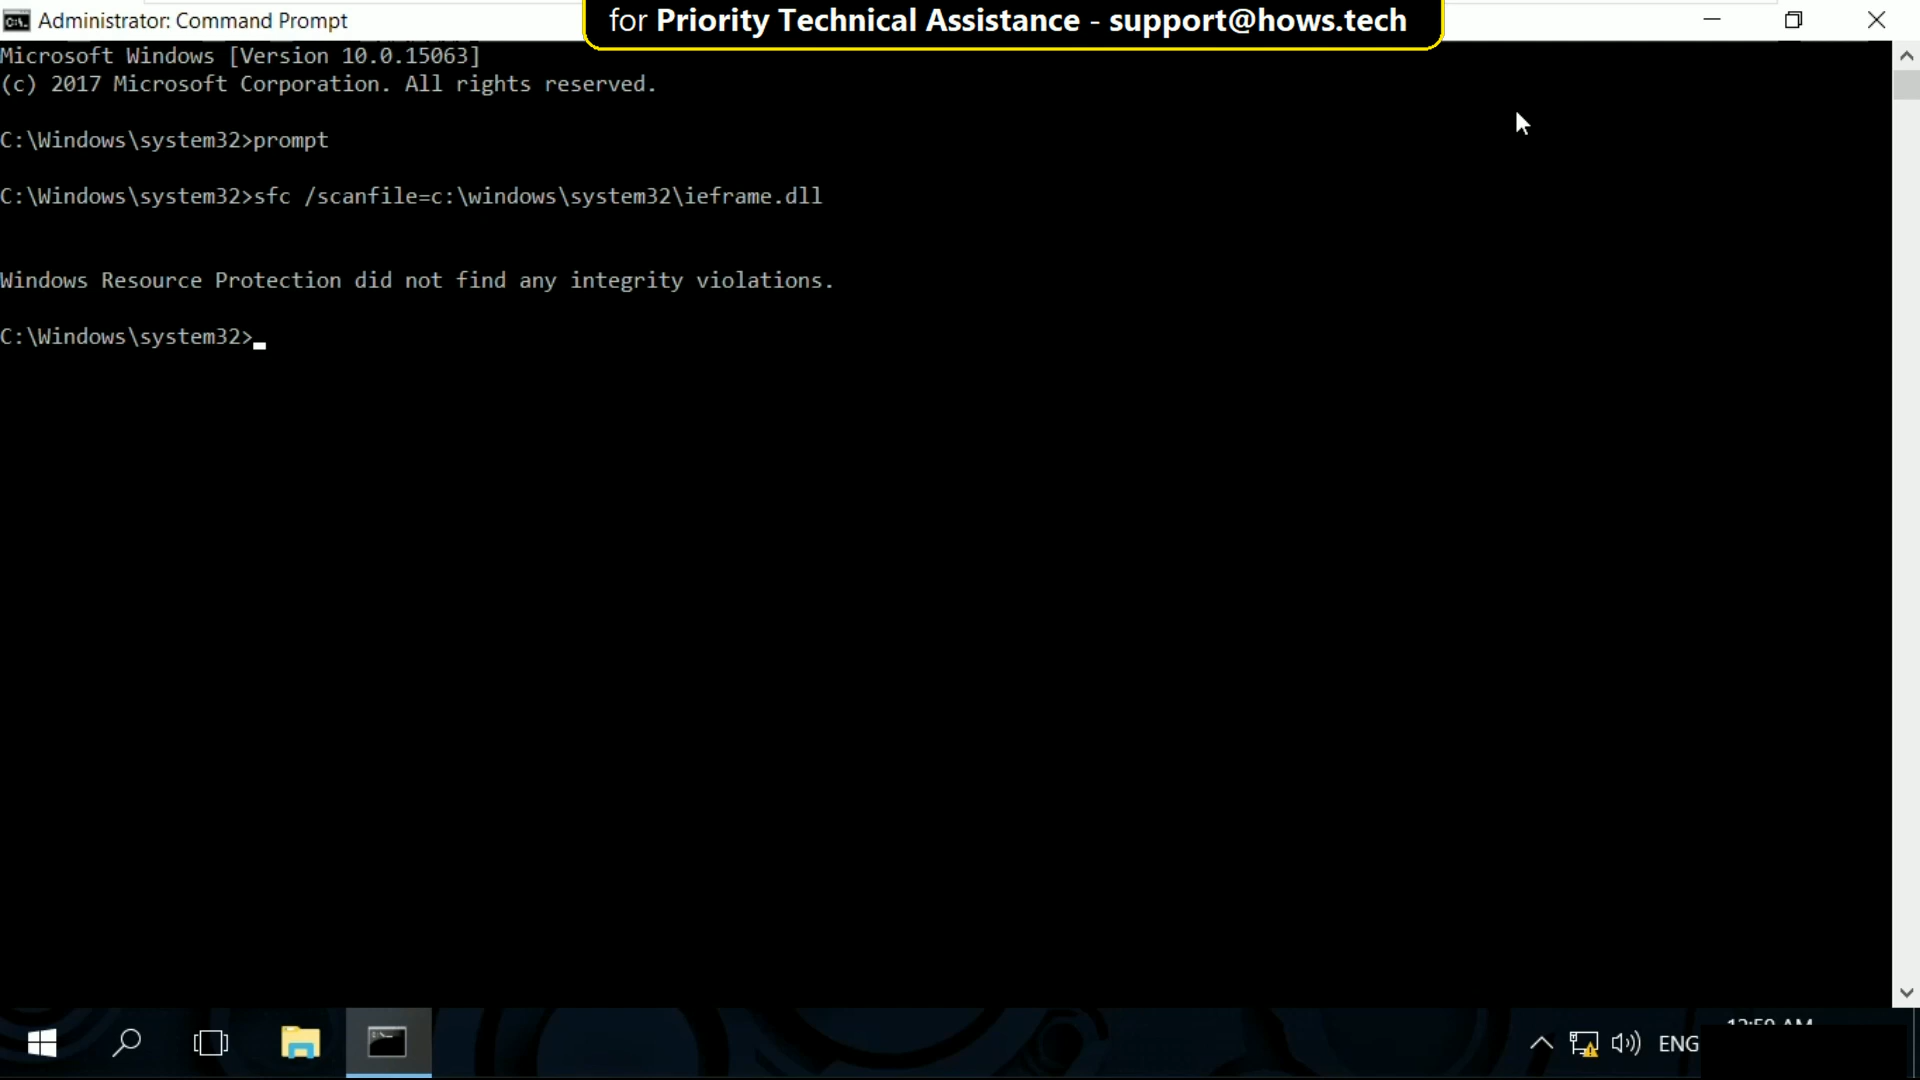 Administrator: Command Prompt
for Priority Technical Assistance - support@hows.tech
Microsoft Windows [Version 10.0.15063]
(c) 2017 Microsoft Corporation. All rights reserved.
C:\Windows\system32>prompt
C:\Windows\system32>sfc /scanfile=c:\windows\system32\ieframe.dll
Windows Resource Protection did not find any integrity violations.
C:\Windows\system32>
ENG